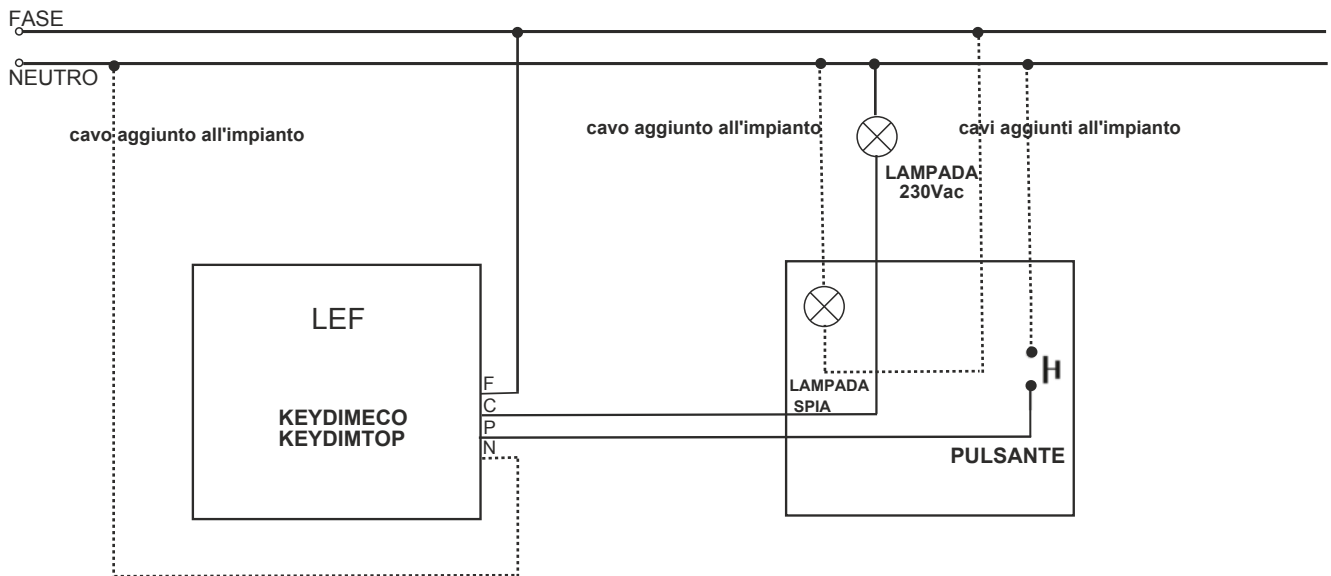 FASE
NEUTRO
cavo aggiunto all'impianto
cavo aggiunto all'impianto
cavi aggiunti all'impianto
LAMPADA
230Vac
LEF
KEYDIMECO
KEYDIMTOP
F
C
P
N
LAMPADA
SPIA
PULSANTE